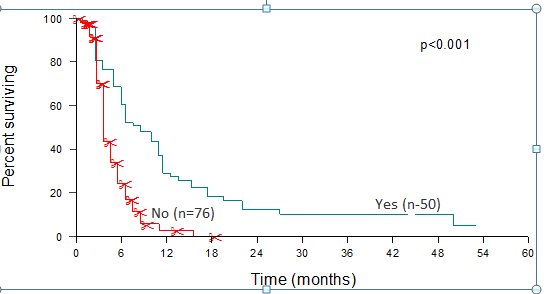 100
p<0.001
80
60
40
20
0
Percent surviving
No (n=76)
Yes (n-50)
0 6 12 18 24 30 36 42 48 54 60
Time (months)